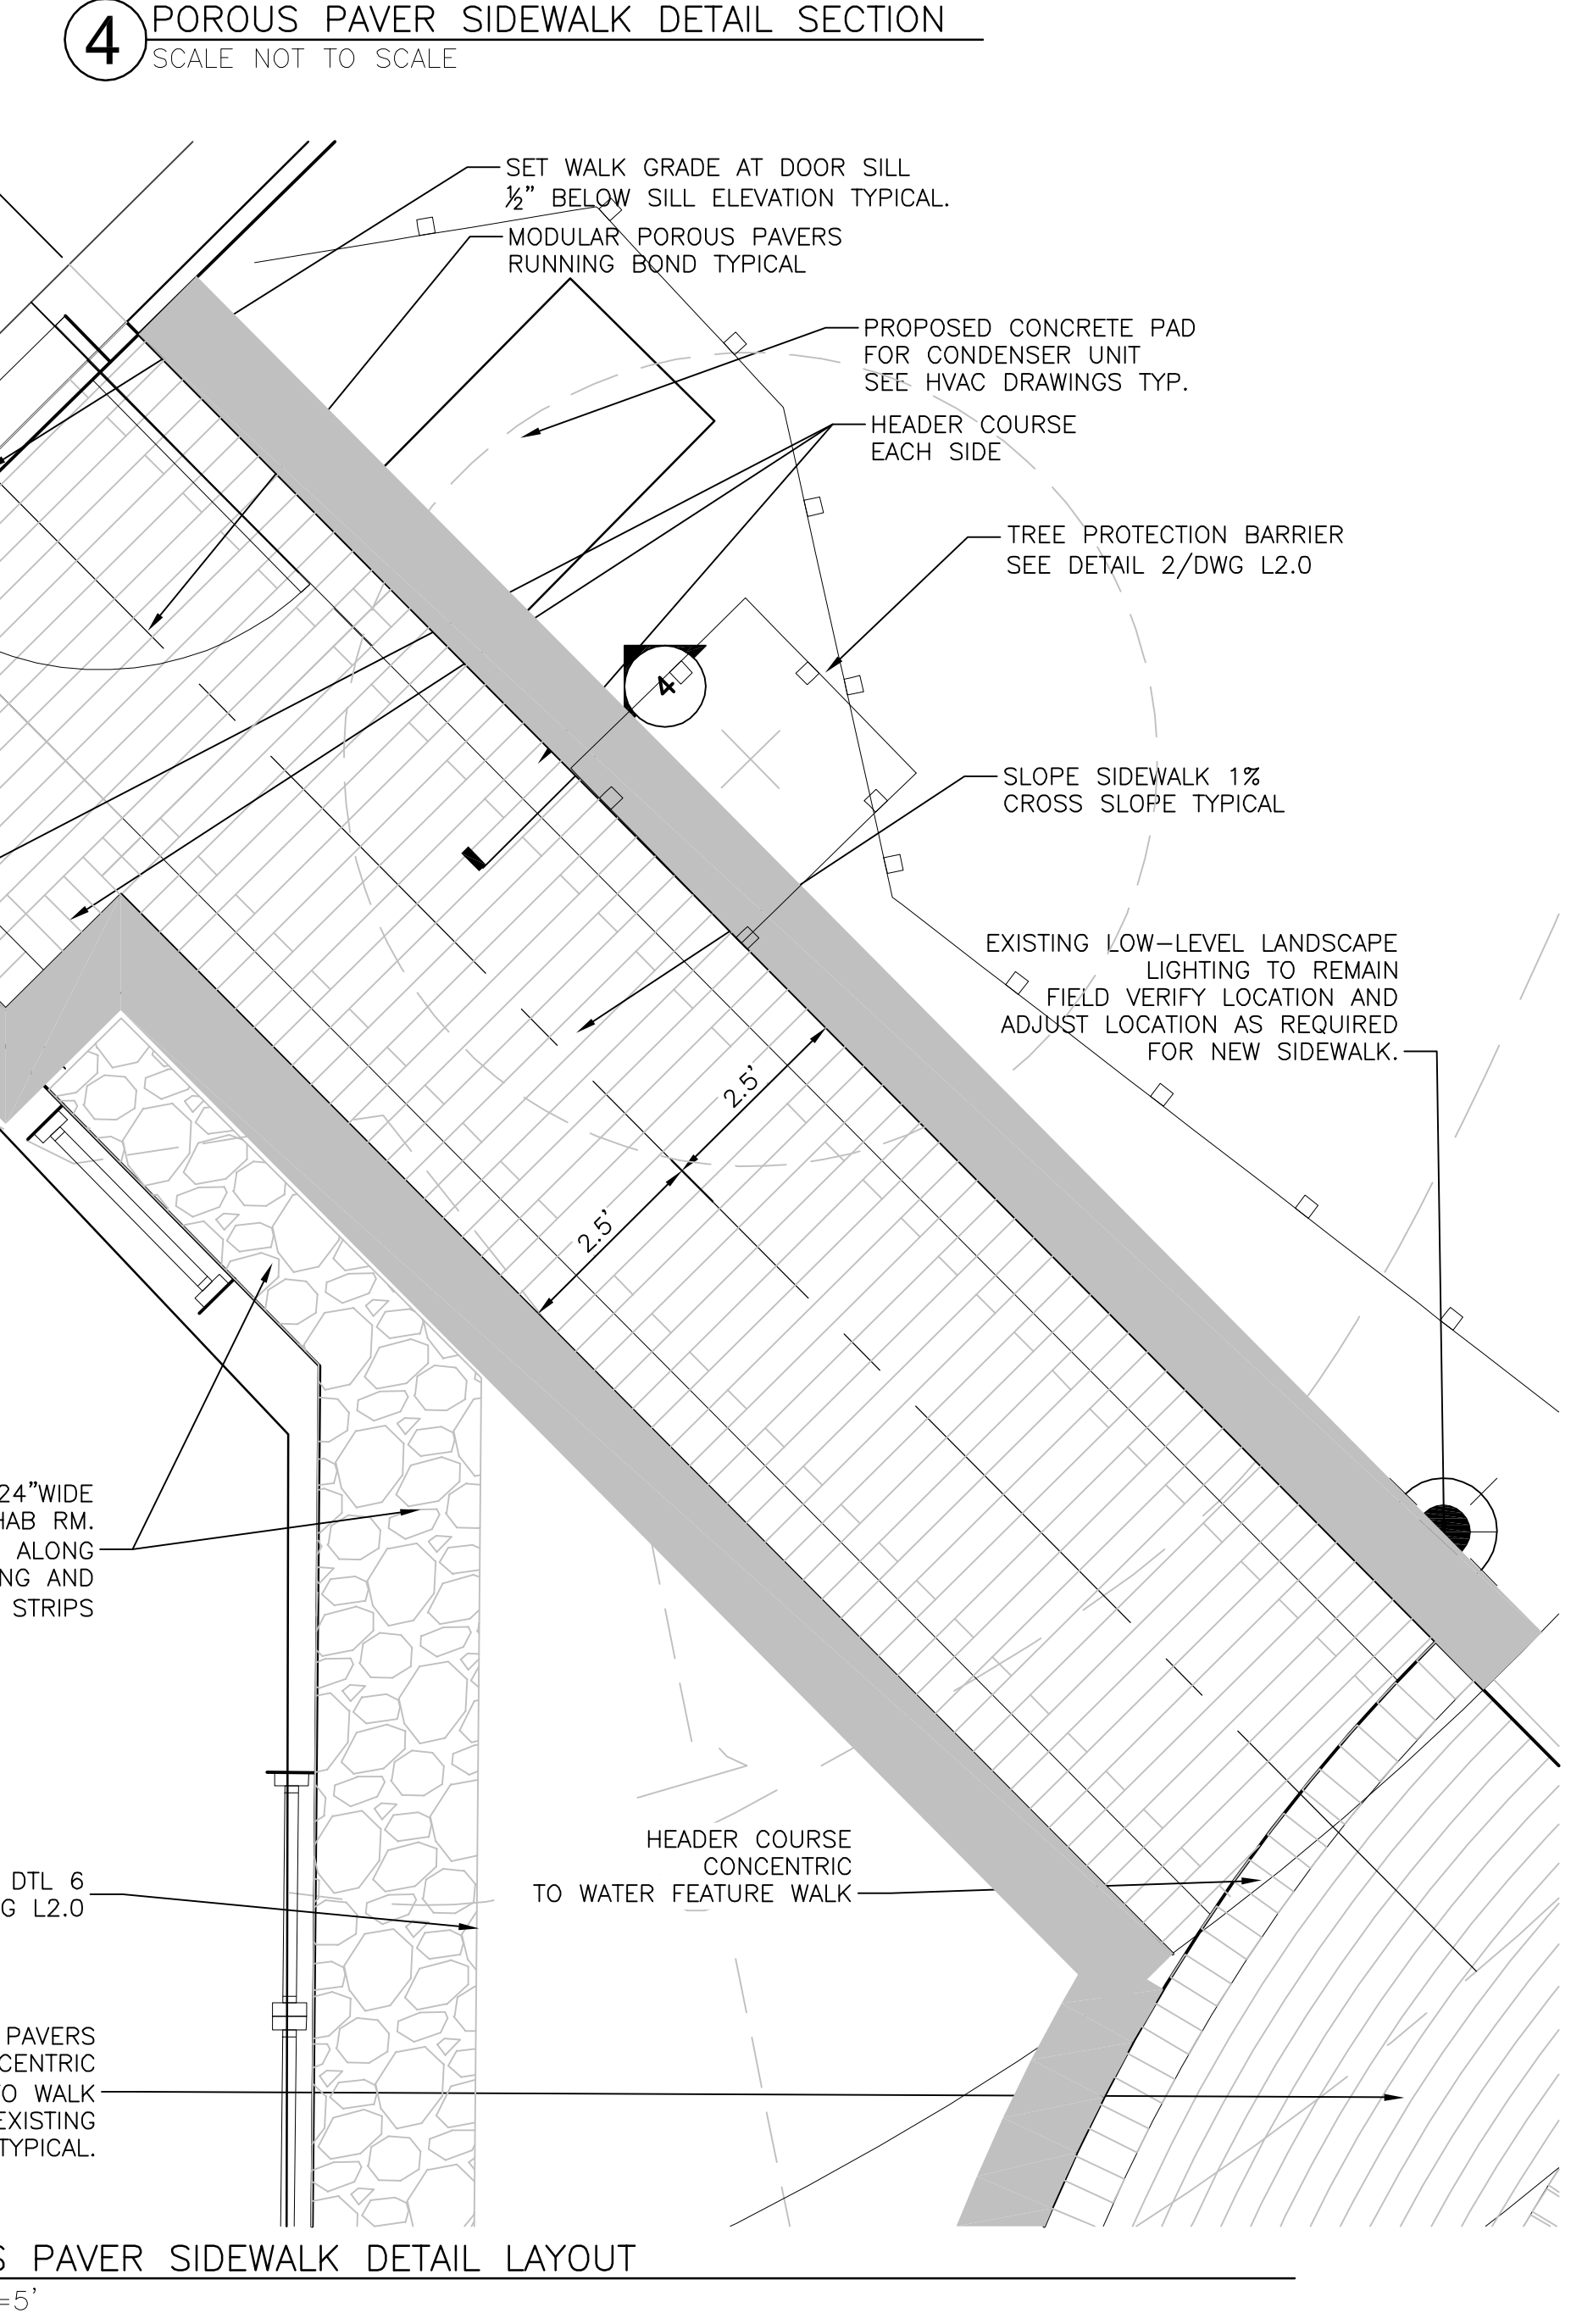 4
POROUS PAVER SIDEWALK DETAIL SECTION
SCALE NOT TO SCALE
SET WALK GRADE AT DOOR SILL
½" BELOW SILL ELEVATION TYPICAL.
MODULAR POROUS PAVERS
RUNNING BOND TYPICAL
PROPOSED CONCRETE PAD
FOR CONDENSER UNIT
SEE HVAC DRAWINGS TYP.
HEADER COURSE
EACH SIDE
TREE PROTECTION BARRIER
SEE DETAIL 2/DWG L2.0
4
SLOPE SIDEWALK 1%
CROSS SLOPE TYPICAL
EXISTING LOW-LEVEL LANDSCAPE
LIGHTING TO REMAIN
FIELD VERIFY LOCATION AND
ADJUST LOCATION AS REQUIRED
FOR NEW SIDEWALK.
2.5'
2.5'
24"WIDE
HAB RM.
ALONG
NG AND
STRIPS
HEADER COURSE
CONCENTRIC
TO WATER FEATURE WALK
DTL 6
G L2.0
PAVERS
CENTRIC
O WALK
EXISTING
TYPICAL.
S PAVER SIDEWALK DETAIL LAYOUT
=5'